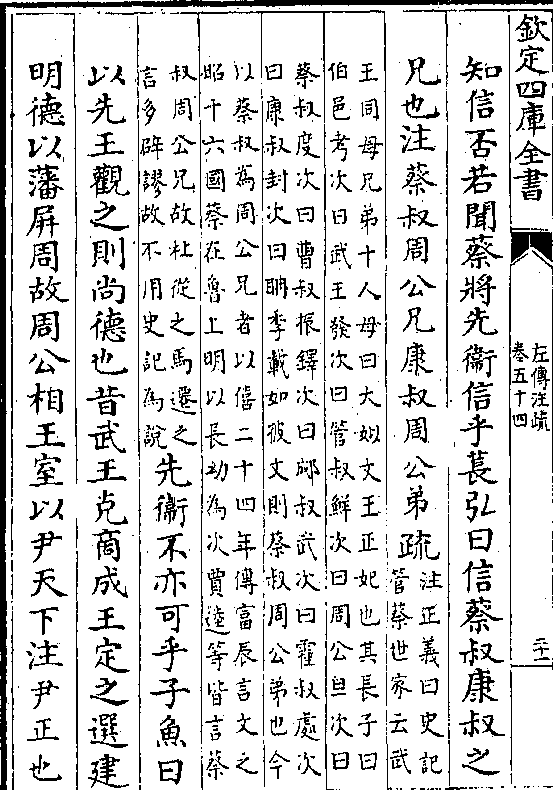 欽定四庫全書
左傳注疏
卷五十四
二十一
知信否若聞蔡將先衞信乎萇弘曰信蔡叔康叔之
兄也注蔡叔周公兄康叔周公弟疏
注正義曰史記
管蔡世家云武
王同母兄弟十人母曰大姒文王正妃也其長子曰
伯邑考次曰武王發次曰管叔鮮次曰周公旦次曰
蔡叔度次曰曹叔振鐸次曰郕叔武次曰霍叔處次
曰康叔封次曰聃季載如彼文則蔡叔周公弟也今
以蔡叔為周公兄者以僖二十四年傳富辰言文之
昭十六國蔡在魯上明以長幼為次賈逵等皆言蔡
叔周公兄故杜從之馬遷之
言多辟謬故不用史記為說
先衞不亦可乎子魚曰
以先王觀之則尚德也昔武王克商成王定之選建
明德以藩屏周故周公相王室以尹天下注尹正也